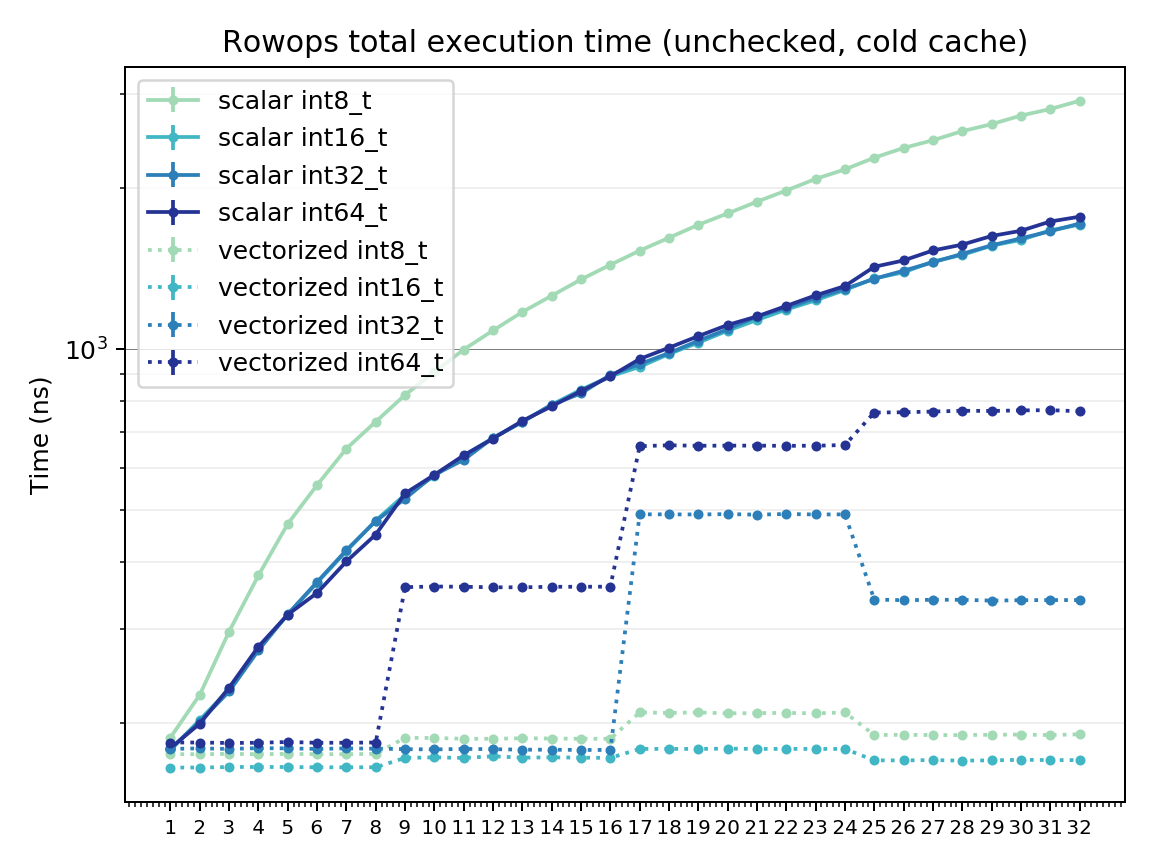 Rowops total execution time (unchecked, cold cache)
scalar int8_t
scalar int16_t
scalar int32_t
scalar int64_t
vectorized int8_t
vectorized int16_t
vectorized int32_t
vectorized int64_t
10³
Time (ns)
1 2 3 4 5 6 7 8 9 10 11 12 13 14 15 16 17 18 19 20 21 22 23 24 25 26 27 28 29 30 31 32